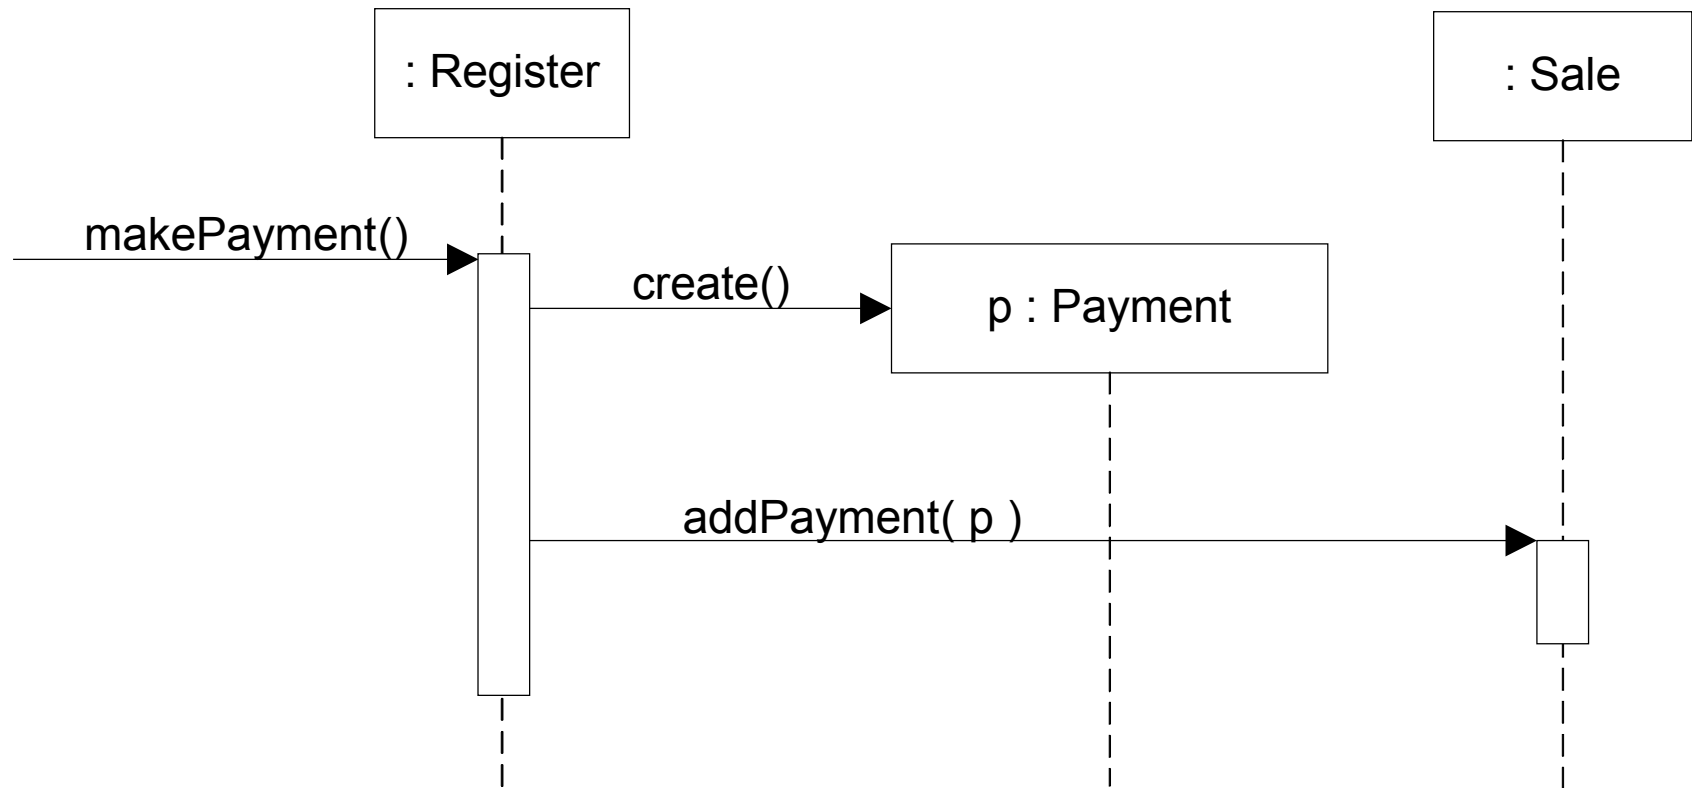 : Register
: Sale
makePayment()
create()
p : Payment
addPayment( p )